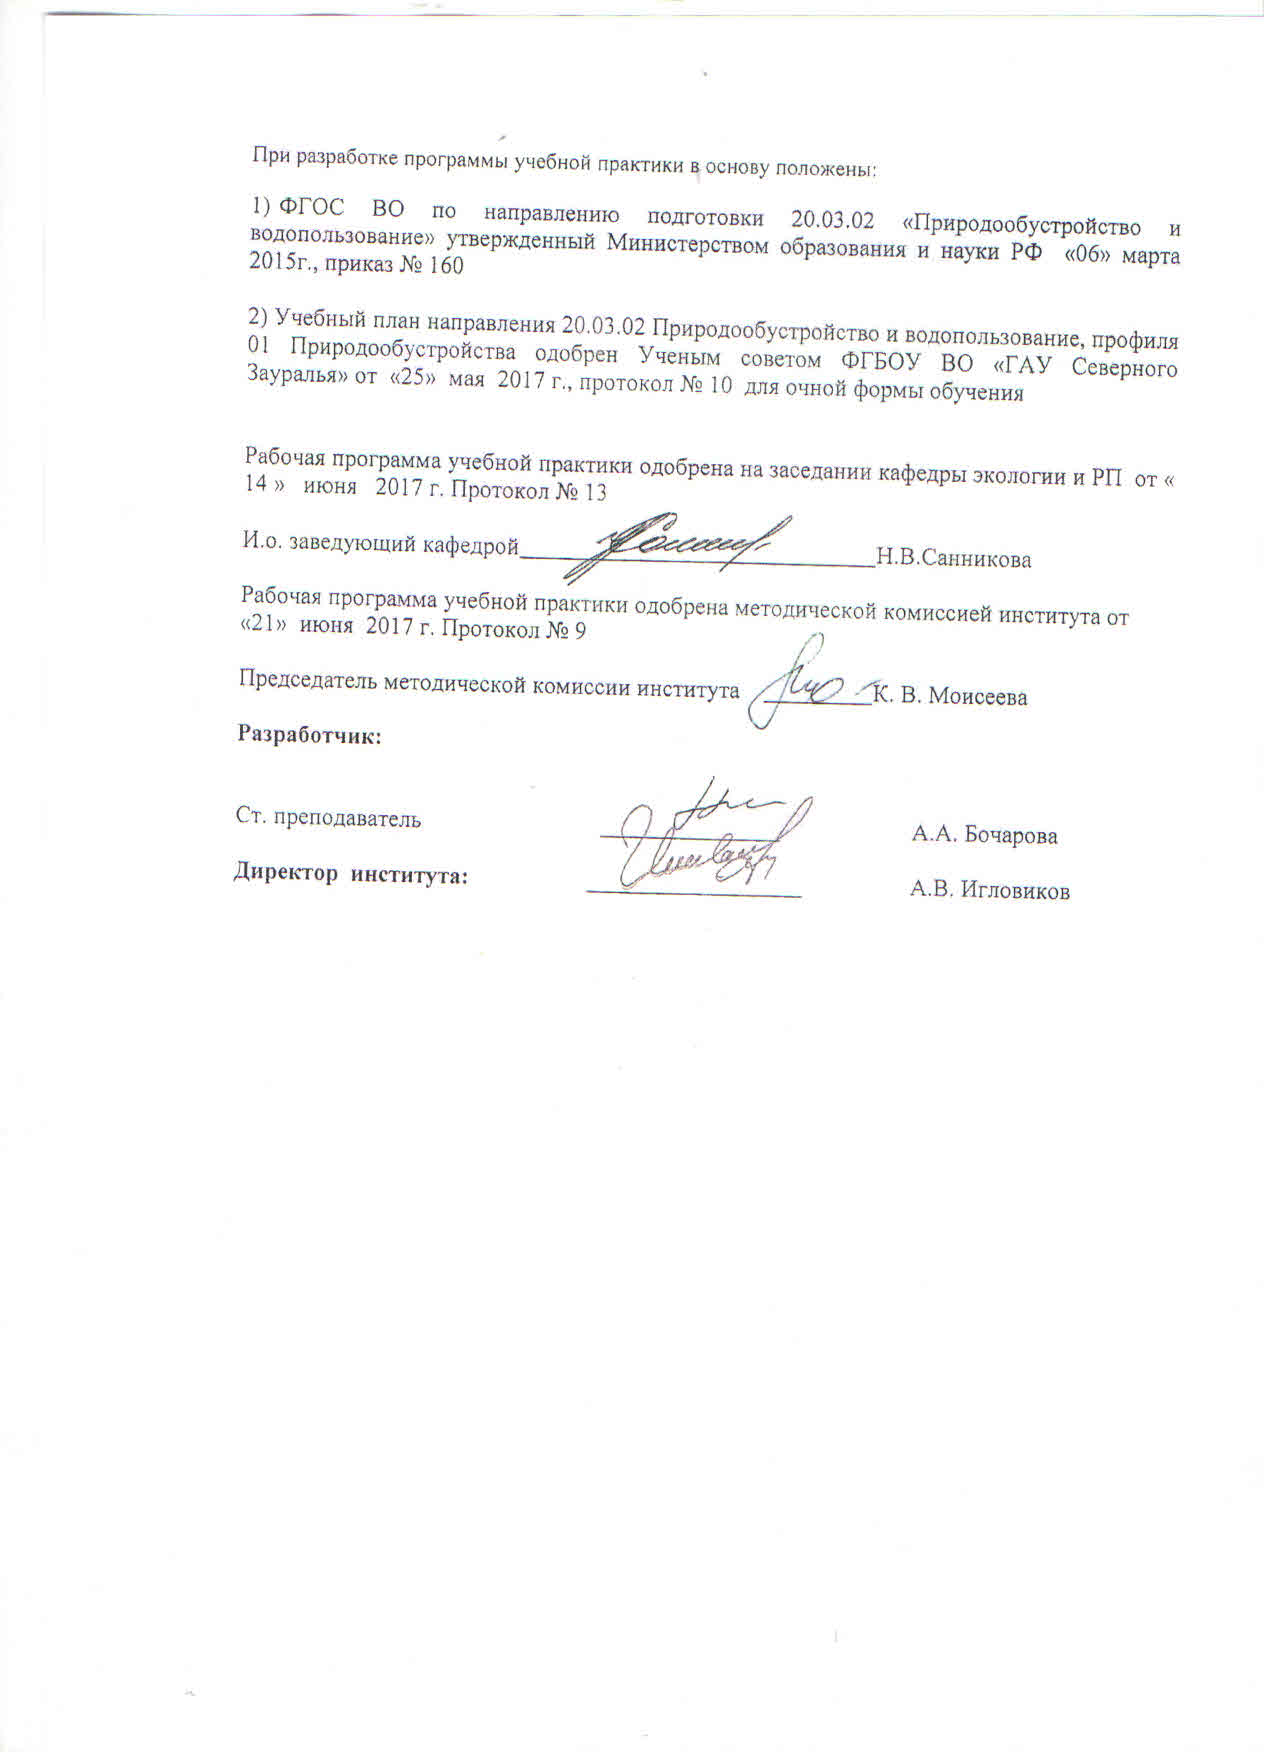 При разработке программы учебной практики в основу положены:
1) ФГОС ВО по направлению подготовки 20.03.02 «Природообустройство и
водопользование» утвержденный Министерством образования и науки РФ «06» марта
2015г., приказ № 160
2) Учебный план направления 20.03.02 Природообустройство и водопользование, профиля
01 Природообустройства одобрен Ученым советом ФГБОУ ВО «ГАУ Северного
Зауралья» от «25» мая 2017 г., протокол № 10 для очной формы обучения
Рабочая программа учебной практики одобрена на заседании кафедры экологии и РП от «
14 » июня 2017 г. Протокол № 13
И.о. заведующий кафедрой Н.В.Санникова
Рабочая программа учебной практики одобрена методической комиссией института от
«21» июня 2017 г. Протокол № 9
Председатель методической комиссии института К. В. Моисеева
Разработчик:
Ст. преподаватель А.А. Бочарова
Директор института: А.В. Игловиков